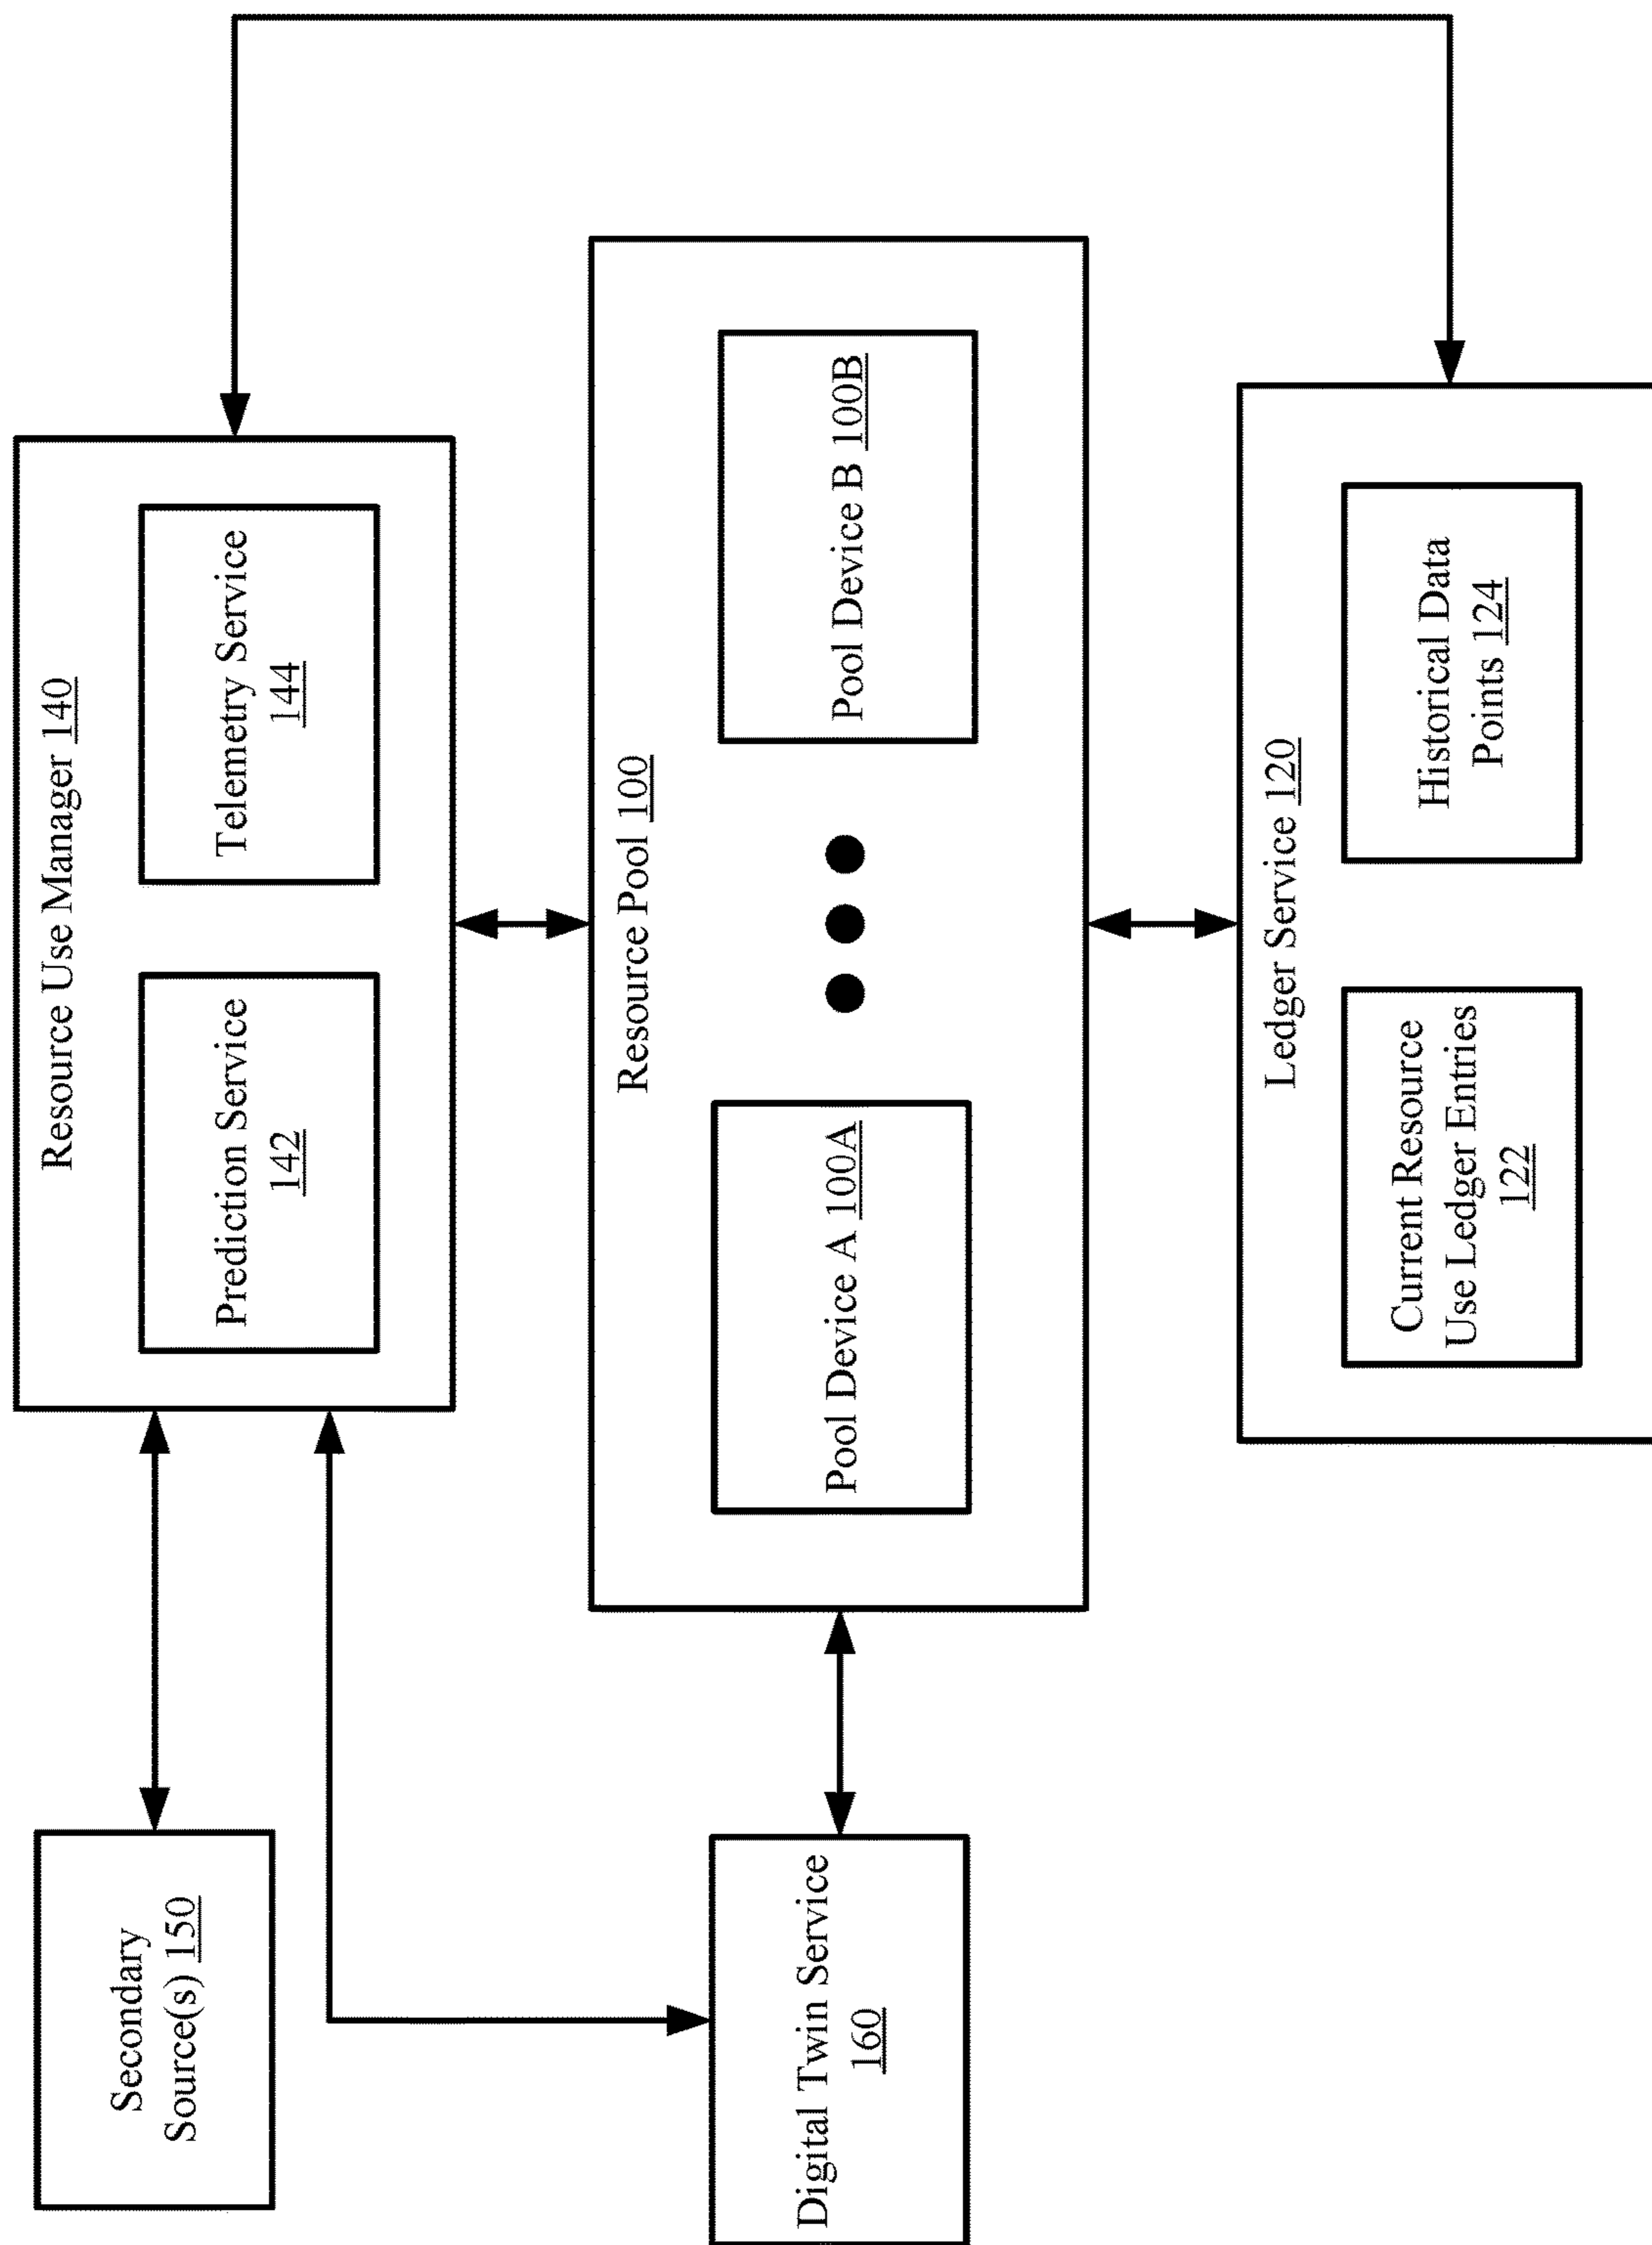 Secondary
Source(s) 150
Resource Use Manager 140
Prediction Service
142
Telemetry Service
144
Digital Twin Service
160
Resource Pool 100
Pool Device A 100A
Pool Device B 100B
Ledger Service 120
Current Resource
Use Ledger Entries
122
Historical Data
Points 124